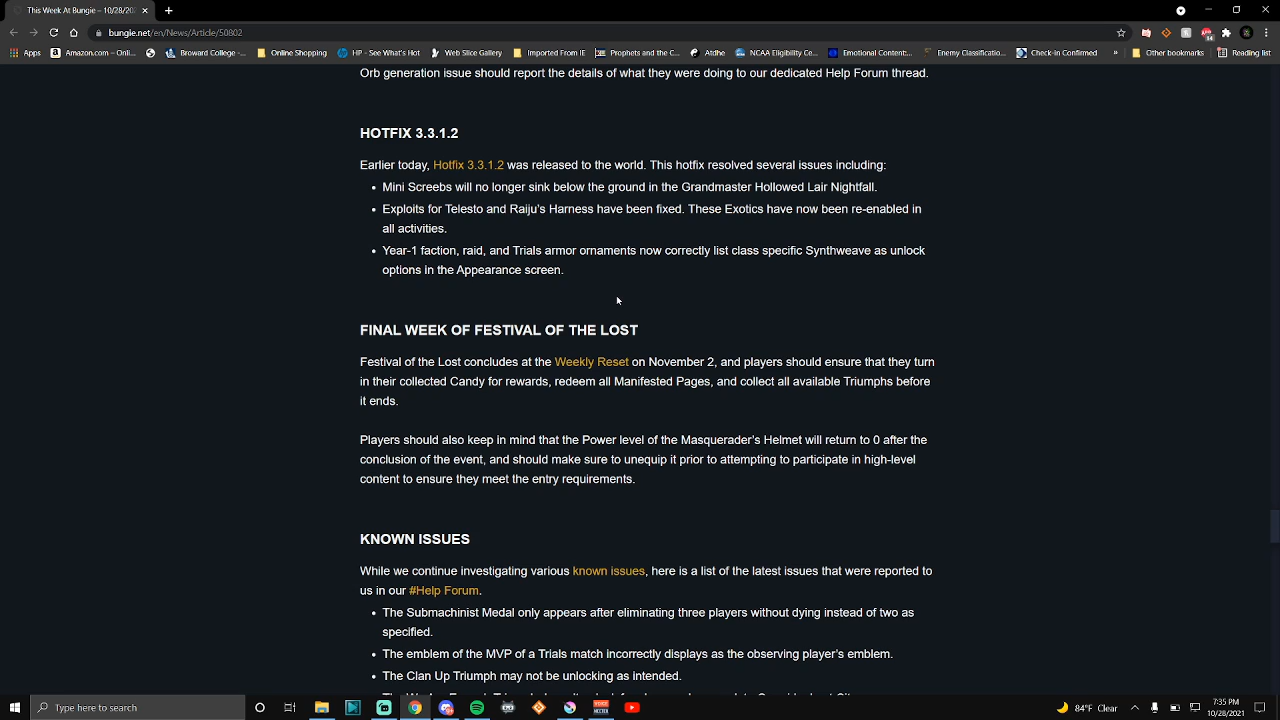 This Week At Bungie – 10/28/20
bungie.net/en/News/Article/50802
Apps
Amazon.com – Onli...
Broward College -...
Online Shopping
HP - See What's Hot
Web Slice Gallery
Imported From IE
Prophets and the C...
Jadhe
NCAA Eligibility Ce...
Emotional Content:...
Enemy Classificatio...
Check-In Confirmed
»
Other bookmarks
Reading list
Orb generation issue should report the details of what they were doing to our dedicated Help Forum thread.
HOTFIX 3.3.1.2
Earlier today, Hotfix 3.3.1.2 was released to the world. This hotfix resolved several issues including:
• Mini Screebs will no longer sink below the ground in the Grandmaster Hollowed Lair Nightfall.
• Exploits for Telesto and Raiju's Harness have been fixed. These Exotics have now been re-enabled in
all activities.
• Year-1 faction, raid, and Trials armor ornaments now correctly list class specific Synthweave as unlock
options in the Appearance screen.
FINAL WEEK OF FESTIVAL OF THE LOST
Festival of the Lost concludes at the Weekly Reset on November 2, and players should ensure that they turn
in their collected Candy for rewards, redeem all Manifested Pages, and collect all available Triumphs before
it ends.
Players should also keep in mind that the Power level of the Masquerader's Helmet will return to 0 after the
conclusion of the event, and should make sure to unequip it prior to attempting to participate in high-level
content to ensure they meet the entry requirements.
KNOWN ISSUES
While we continue investigating various known issues, here is a list of the latest issues that were reported to
us in our #Help Forum.
• The Submachinist Medal only appears after eliminating three players without dying instead of two as
specified.
• The emblem of the MVP of a Trials match incorrectly displays as the observing player's emblem.
• The Clan Up Triumph may not be unlocking as intended.
Type here to search
84°F Clear
7:35 PM
10/28/2021